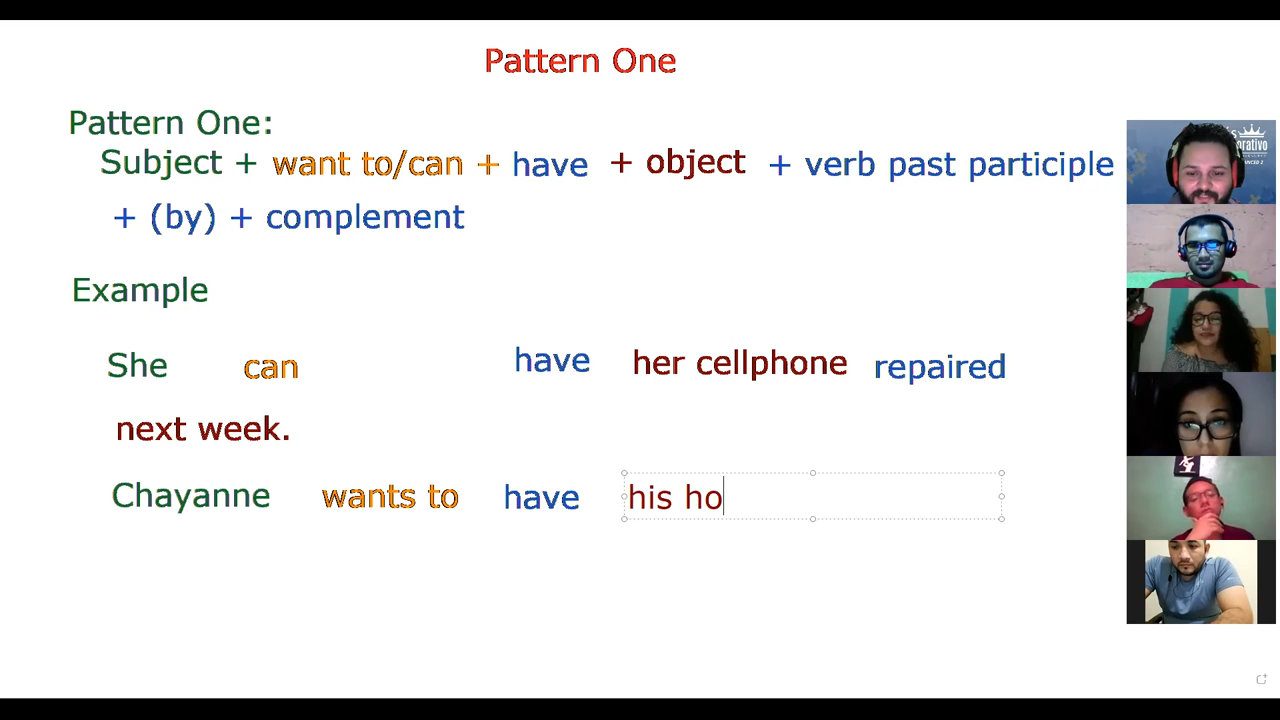 Pattern One
Pattern One:
Subject + want to/can + have + object + verb past participle
+ (by) + complement
Example
She can have her cellphone repaired
next week.
Chayanne wants to have his ho